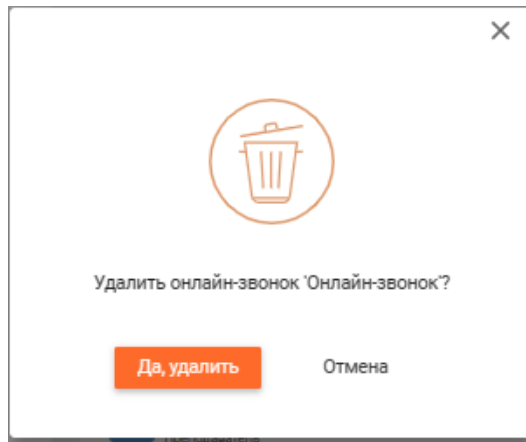 Удалить онлайн-звонок 'Онлайн-звонок'?
Да, удалить
Отмена